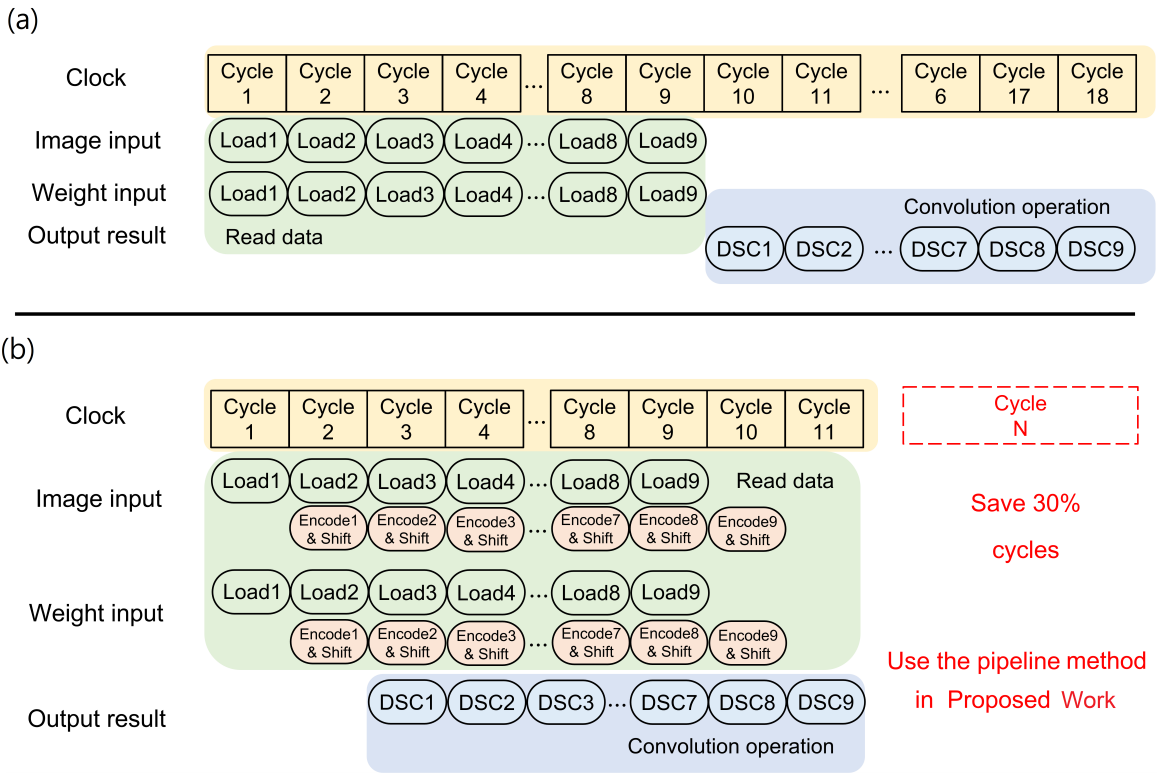 (a)
Clock
Cycle 1
Cycle 2
Cycle 3
Cycle 4
...
Cycle 8
Cycle 9
Cycle 10
Cycle 11
...
Cycle 6
Cycle 17
Cycle 18
Image input
Load1 Load2 Load3 Load4 ... Load8 Load9
Weight input
Load1 Load2 Load3 Load4 ... Load8 Load9
Output result
Read data
Convolution operation
DSC1 DSC2 ... DSC7 DSC8 DSC9
(b)
Clock
Cycle 1
Cycle 2
Cycle 3
Cycle 4
...
Cycle 8
Cycle 9
Cycle 10
Cycle 11
Cycle
N
Image input
Load1 Load2 Load3 Load4 ... Load8 Load9
Read data
Encode1 & Shift
Encode2 & Shift
Encode3 & Shift
...
Encode7 & Shift
Encode8 & Shift
Encode9 & Shift
Save 30%
cycles
Weight input
Load1 Load2 Load3 Load4 ... Load8 Load9
Encode1 & Shift
Encode2 & Shift
Encode3 & Shift
...
Encode7 & Shift
Encode8 & Shift
Encode9 & Shift
Use the pipeline method
in Proposed Work
Output result
DSC1 DSC2 DSC3 ... DSC7 DSC8 DSC9
Convolution operation